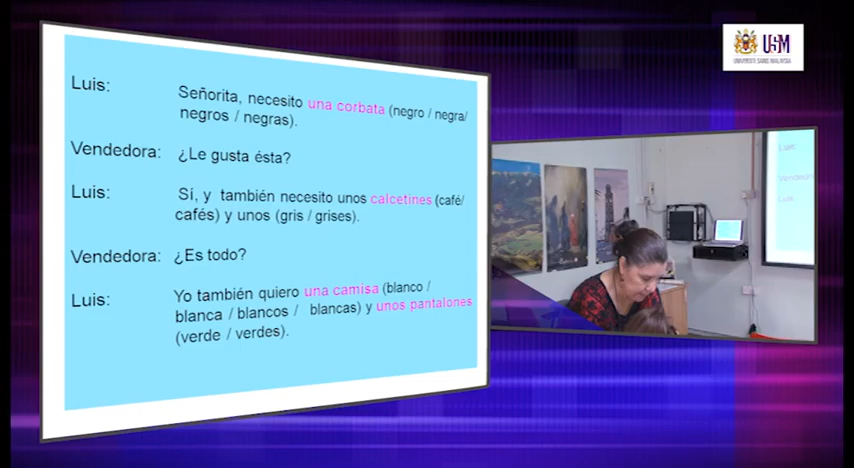 USM
UNIVERSITI SAINS MALAYSIA
Luis:
Señorita, necesito una corbata (negro / negra/
negros / negras).
Vendedora: ¿Le gusta ésta?
Luis:
Sí, y también necesito unos calcetines (café/
cafés) y unos (gris / grises).
Vendedora: ¿Es todo?
Luis:
Yo también quiero una camisa (blanco /
blanca / blancos / blancas) y unos pantalones
(verde / verdes).
Luis:
Luis: